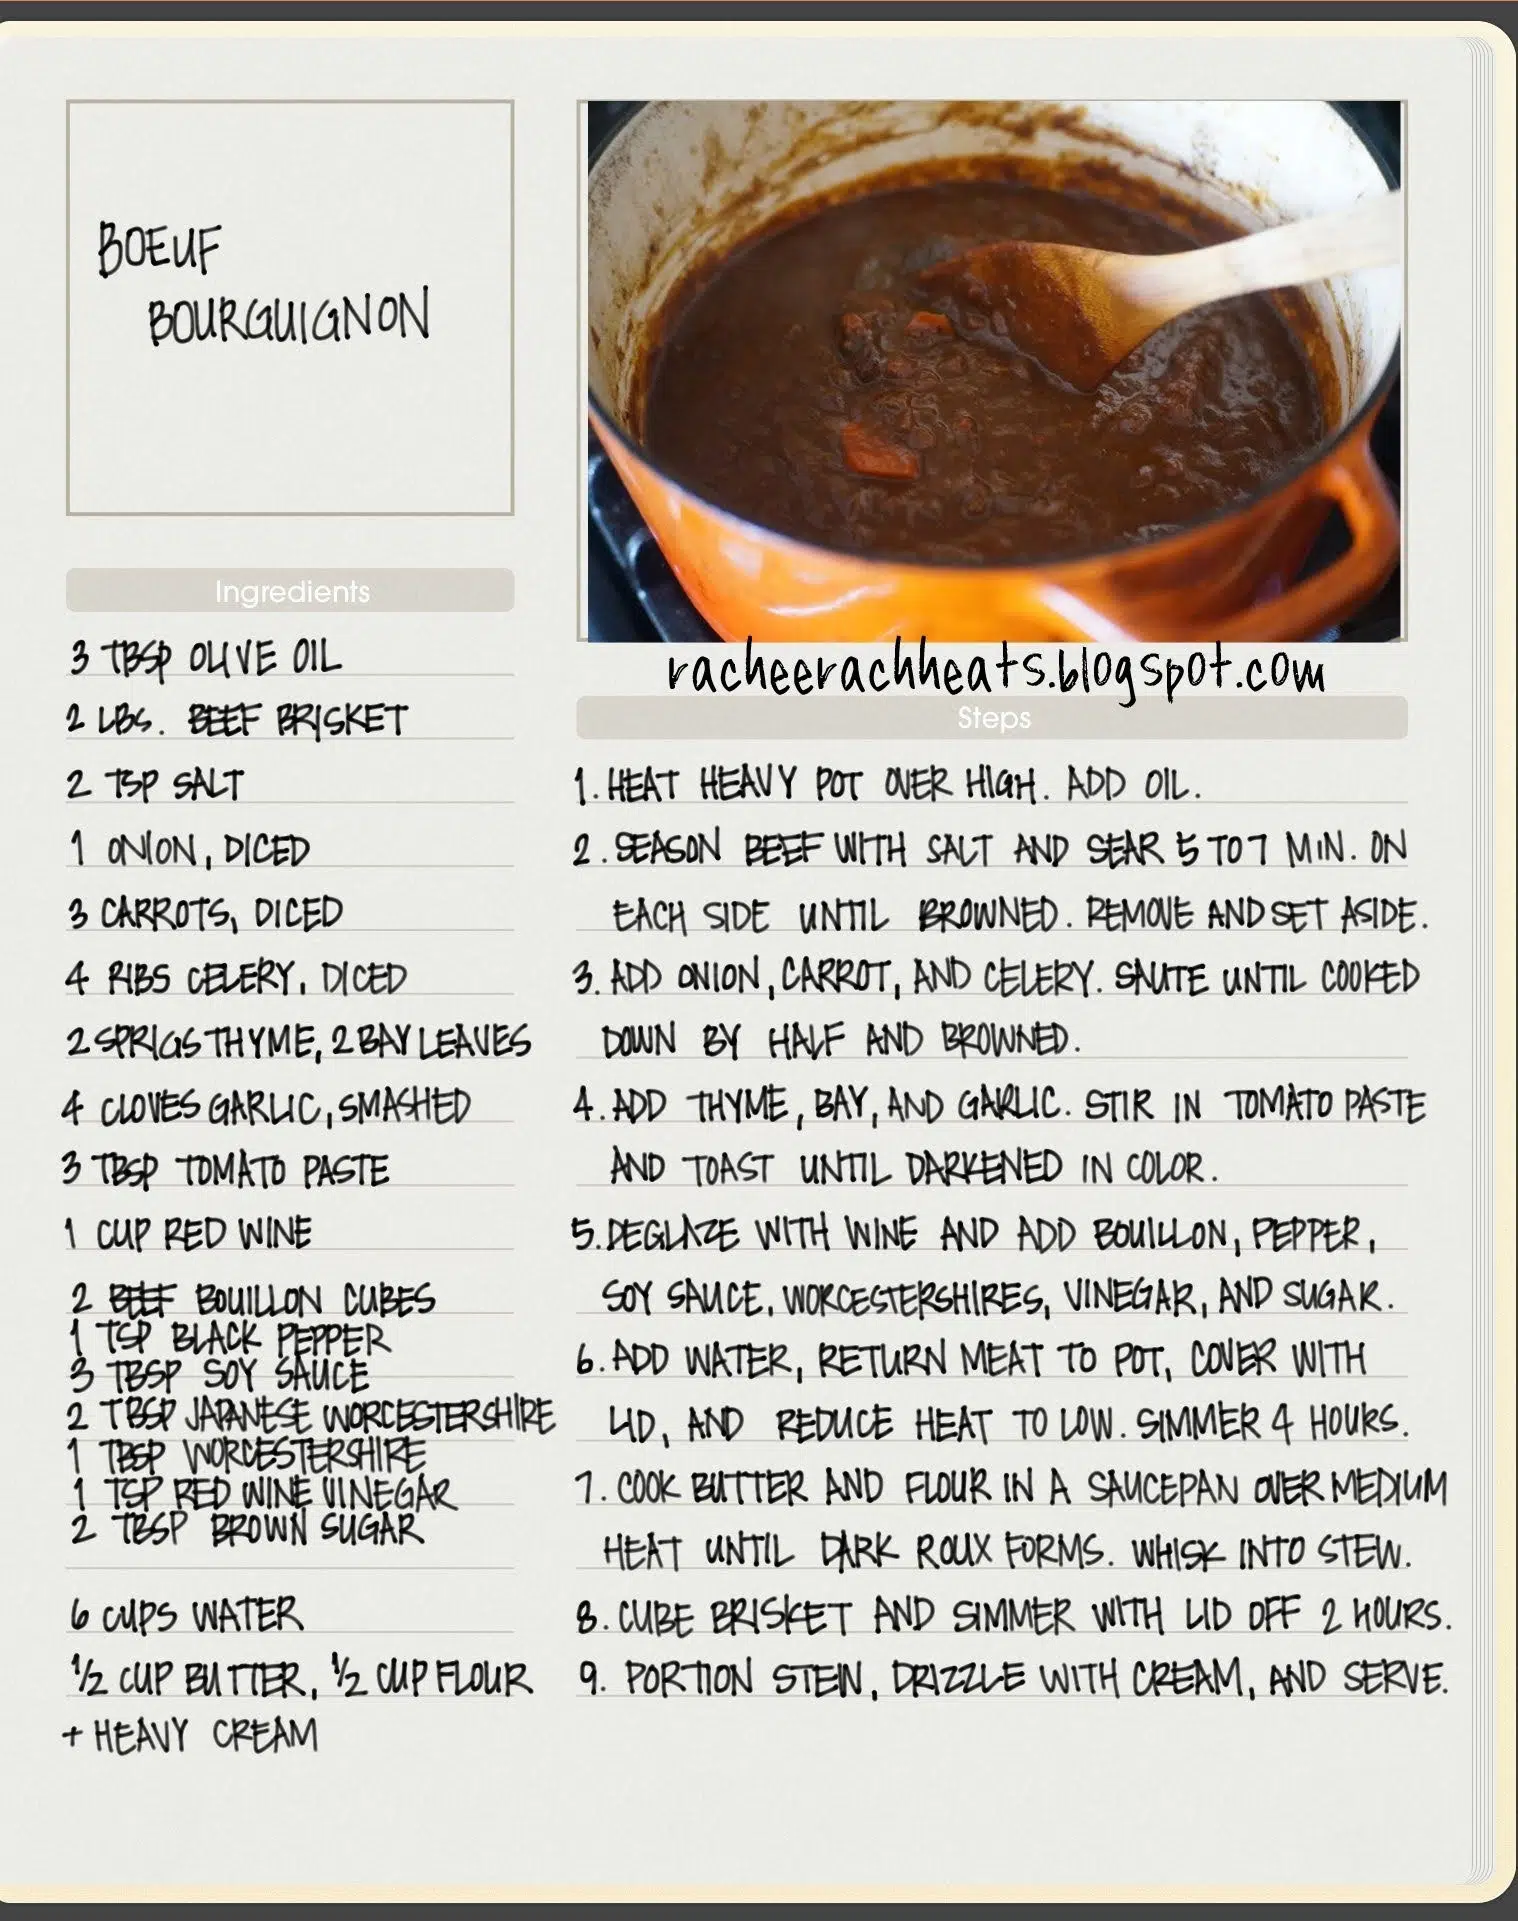 BOEUF
BOURGUIGNON
Ingredients
3 TBSP OLIVE OIL
2 LBS. BEEF BRISKET
2 TSP SALT
1 ONION, DICED
3 CARROTS, DICED
4 RIBS CELERY, DICED
2 SPRIGS THYME, 2 BAY LEAVES
4 CLOVES GARLIC, SMASHED
3 TBSP TOMATO PASTE
1 CUP RED WINE
2 BEEF BOUILLON CUBES
1 TSP BLACK PEPPER
3 TBSP SOY SAUCE
2 TBSP JAPANESE WORCESTERSHIRE
1 TBSP WORCESTERSHIRE
1 TSP RED WINE VINEGAR
2 TBSP BROWN SUGAR
6 CUPS WATER
1/2 CUP BUTTER, 1/2 CUP FLOUR
+ HEAVY CREAM
racheerachheats.blogspot.com
Steps
1. HEAT HEAVY POT OVER HIGH. ADD OIL.
2. SEASON BEEF WITH SALT AND SEAR 5 TO 7 MIN. ON
EACH SIDE UNTIL BROWNED. REMOVE AND SET ASIDE.
3. ADD ONION, CARROT, AND CELERY. SAUTE UNTIL COOKED
DOWN BY HALF AND BROWNED.
4. ADD THYME, BAY, AND GARLIC. STIR IN TOMATO PASTE
AND TOAST UNTIL DARKENED IN COLOR.
5. DEGLAZE WITH WINE AND ADD BOUILLON, PEPPER,
SOY SAUCE, WORCESTERSHIRES, VINEGAR, AND SUGAR.
6. ADD WATER, RETURN MEAT TO POT, COVER WITH
LID, AND REDUCE HEAT TO LOW. SIMMER 4 HOURS.
7. COOK BUTTER AND FLOUR IN A SAUCEPAN OVER MEDIUM
HEAT UNTIL DARK ROUX FORMS. WHISK INTO STEW.
8. CUBE BRISKET AND SIMMER WITH LID OFF 2 HOURS.
9. PORTION STEW, DRIZZLE WITH CREAM, AND SERVE.